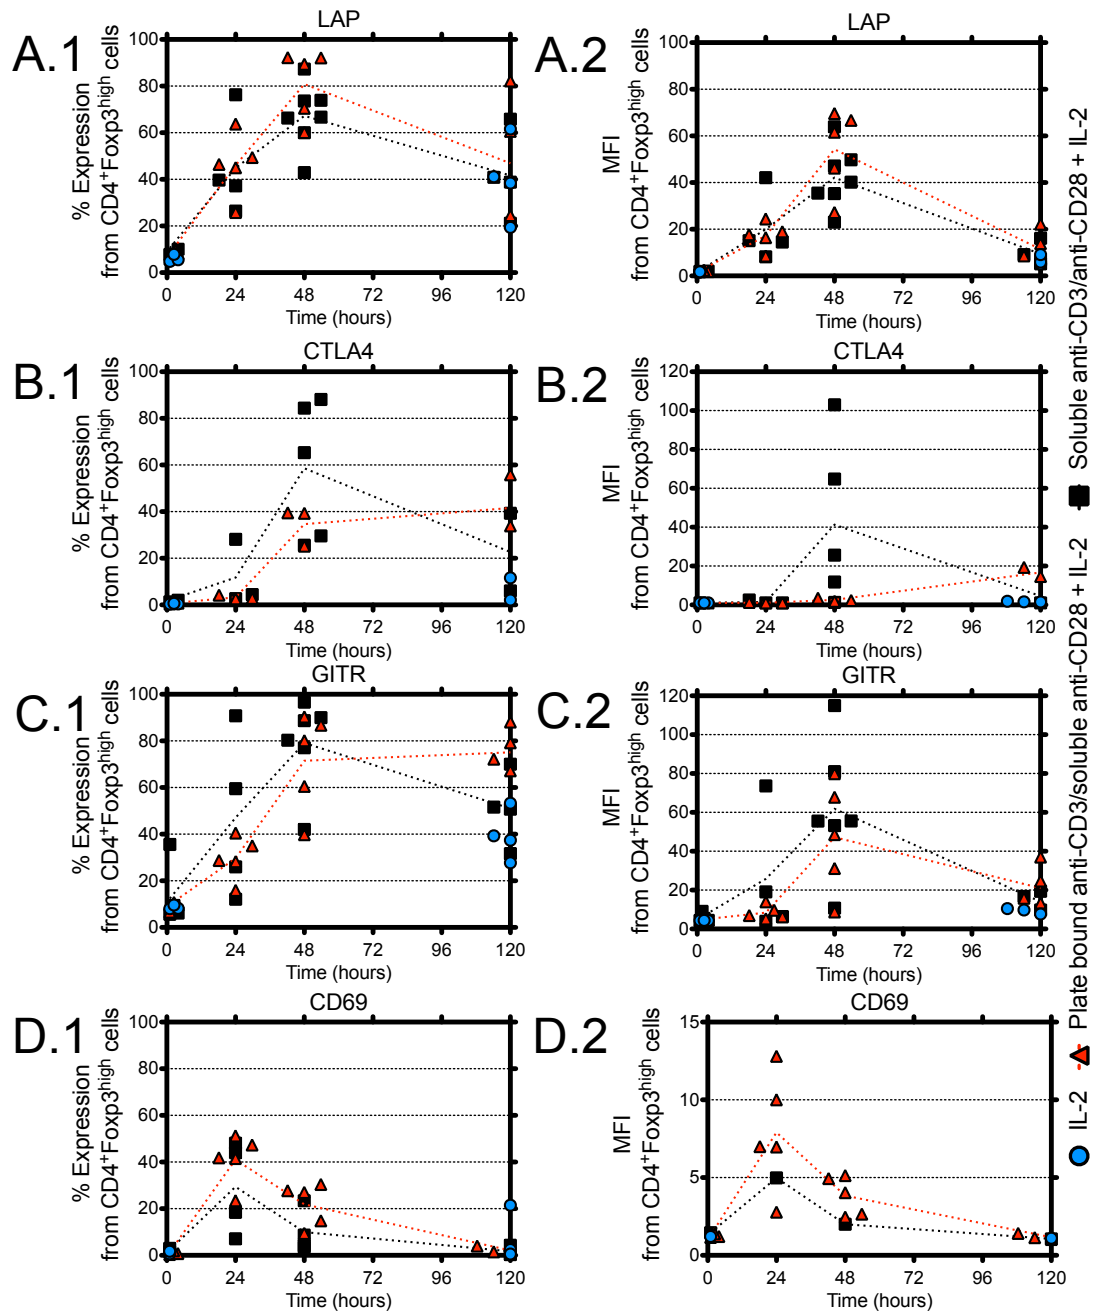 LAP
A.1
% Expression
from CD4+Foxp3high cells
100
80
60
40
20
0
0 24 48 72 96 120
Time (hours)
LAP
A.2
MFI
from CD4+Foxp3high cells
100
80
60
40
20
0
0 24 48 72 96 120
Time (hours)
CTLA4
B.1
% Expression
from CD4+Foxp3high cells
100
80
60
40
20
0
0 24 48 72 96 120
Time (hours)
CTLA4
B.2
MFI
from CD4+Foxp3high cells
120
100
80
60
40
20
0
0 24 48 72 96 120
Time (hours)
GITR
C.1
% Expression
from CD4+Foxp3high cells
100
80
60
40
20
0
0 24 48 72 96 120
Time (hours)
GITR
C.2
MFI
from CD4+Foxp3high cells
120
100
80
60
40
20
0
0 24 48 72 96 120
Time (hours)
CD69
D.1
% Expression
from CD4+Foxp3high cells
100
80
60
40
20
0
0 24 48 72 96 120
Time (hours)
CD69
D.2
MFI
from CD4+Foxp3high cells
15
10
5
0
0 24 48 72 96 120
Time (hours)
IL-2 Plate bound anti-CD3/soluble anti-CD28 + IL-2 Soluble anti-CD3/anti-CD28 + IL-2